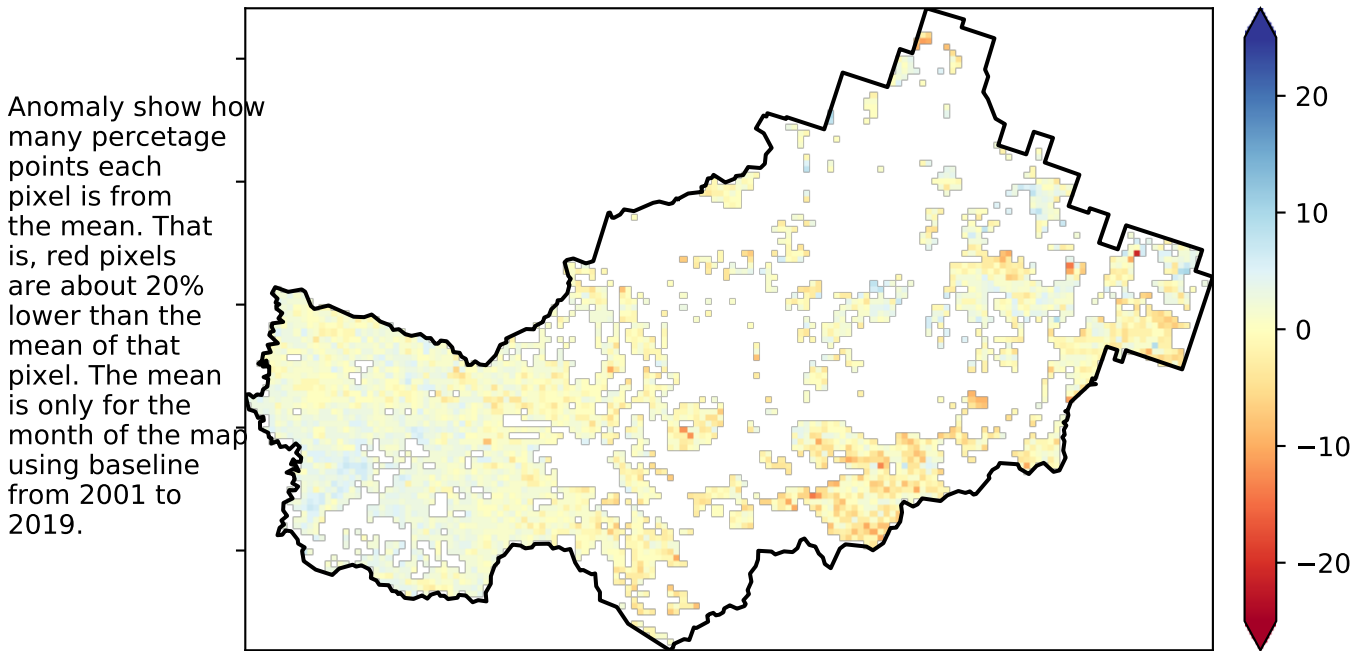 Anomaly show how
many percetage
points each
pixel is from
the mean. That
is, red pixels
are about 20%
lower than the
mean of that
pixel. The mean
is only for the
month of the map
using baseline
from 2001 to
2019.
20
10
0
−10
−20